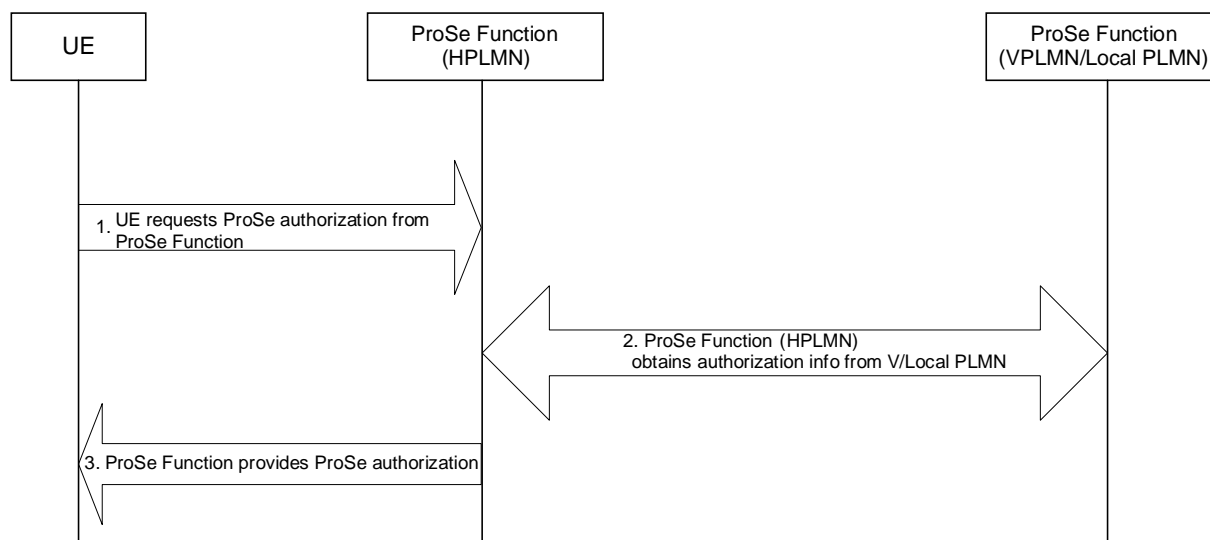 UE
ProSe Function
(HPLMN)
ProSe Function
(VPLMN/Local PLMN)
1. UE requests ProSe authorization from
ProSe Function
2. ProSe Function (HPLMN)
obtains authorization info from V/Local PLMN
3. ProSe Function provides ProSe authorization